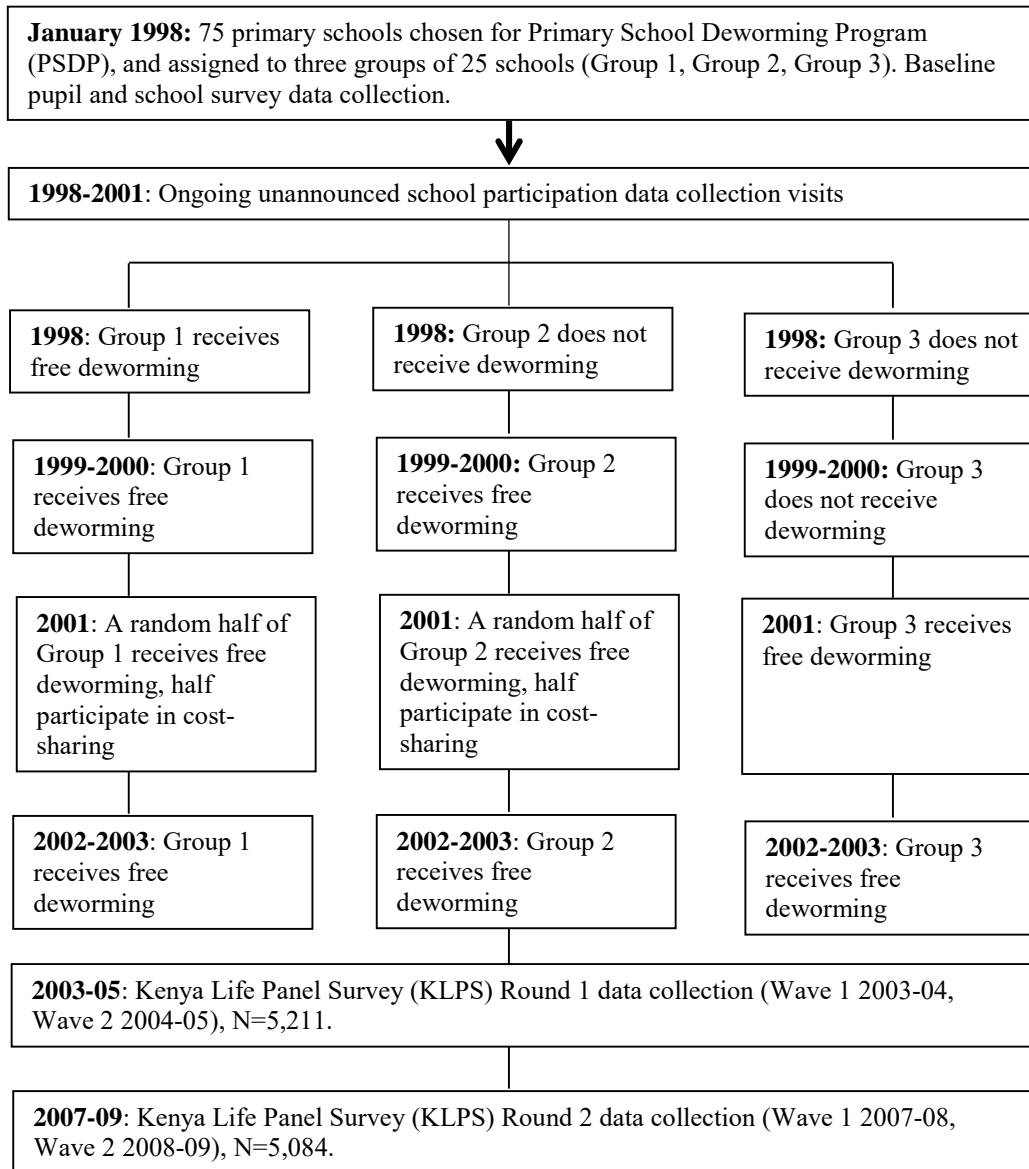 January 1998: 75 primary schools chosen for Primary School Deworming Program
(PSDP), and assigned to three groups of 25 schools (Group 1, Group 2, Group 3). Baseline
pupil and school survey data collection.
1998-2001: Ongoing unannounced school participation data collection visits
1998: Group 1 receives
free deworming
1998: Group 2 does not
receive deworming
1998: Group 3 does not
receive deworming
1999-2000: Group 1
receives free
deworming
1999-2000: Group 2
receives free
deworming
1999-2000: Group 3
does not receive
deworming
2001: A random half of
Group 1 receives free
deworming, half
participate in cost-
sharing
2001: A random half of
Group 2 receives free
deworming, half
participate in cost-
sharing
2001: Group 3 receives
free deworming
2002-2003: Group 1
receives free
deworming
2002-2003: Group 2
receives free
deworming
2002-2003: Group 3
receives free
deworming
2003-05: Kenya Life Panel Survey (KLPS) Round 1 data collection (Wave 1 2003-04,
Wave 2 2004-05), N=5,211.
2007-09: Kenya Life Panel Survey (KLPS) Round 2 data collection (Wave 1 2007-08,
Wave 2 2008-09), N=5,084.